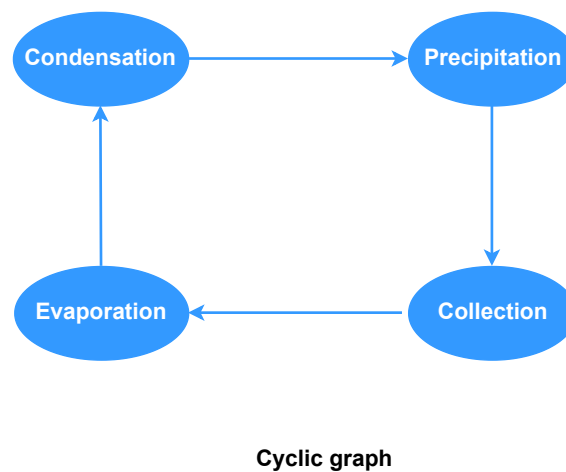 Condensation
Precipitation
Evaporation
Collection
Cyclic graph